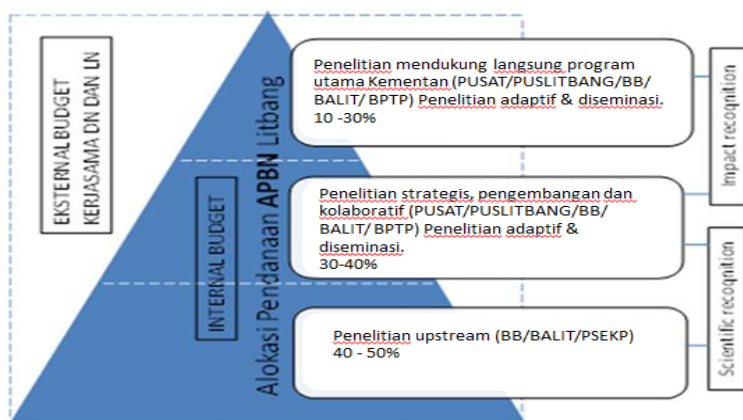 EKSTERNAL BUDGET
KERJASAMA DN DAN LN
INTERNAL BUDGET
Alokasi Pendanaan APBN Litbang
Penelitian mendukung langsung program
utama Kementan (PUSAT/PUSLITBANG/BB/
BALIT/ BPTP) Penelitian adaptif & diseminasi.
10 -30%
Penelitian strategis, pengembangan dan
kolaboratif (PUSAT/PUSLITBANG/BB/
BALIT/ BPTP) Penelitian adaptif &
diseminasi.
30-40%
Penelitian upstream (BB/BALIT/PSEKP)
40 - 50%
Impact recoqnition
Scientific recoqnition